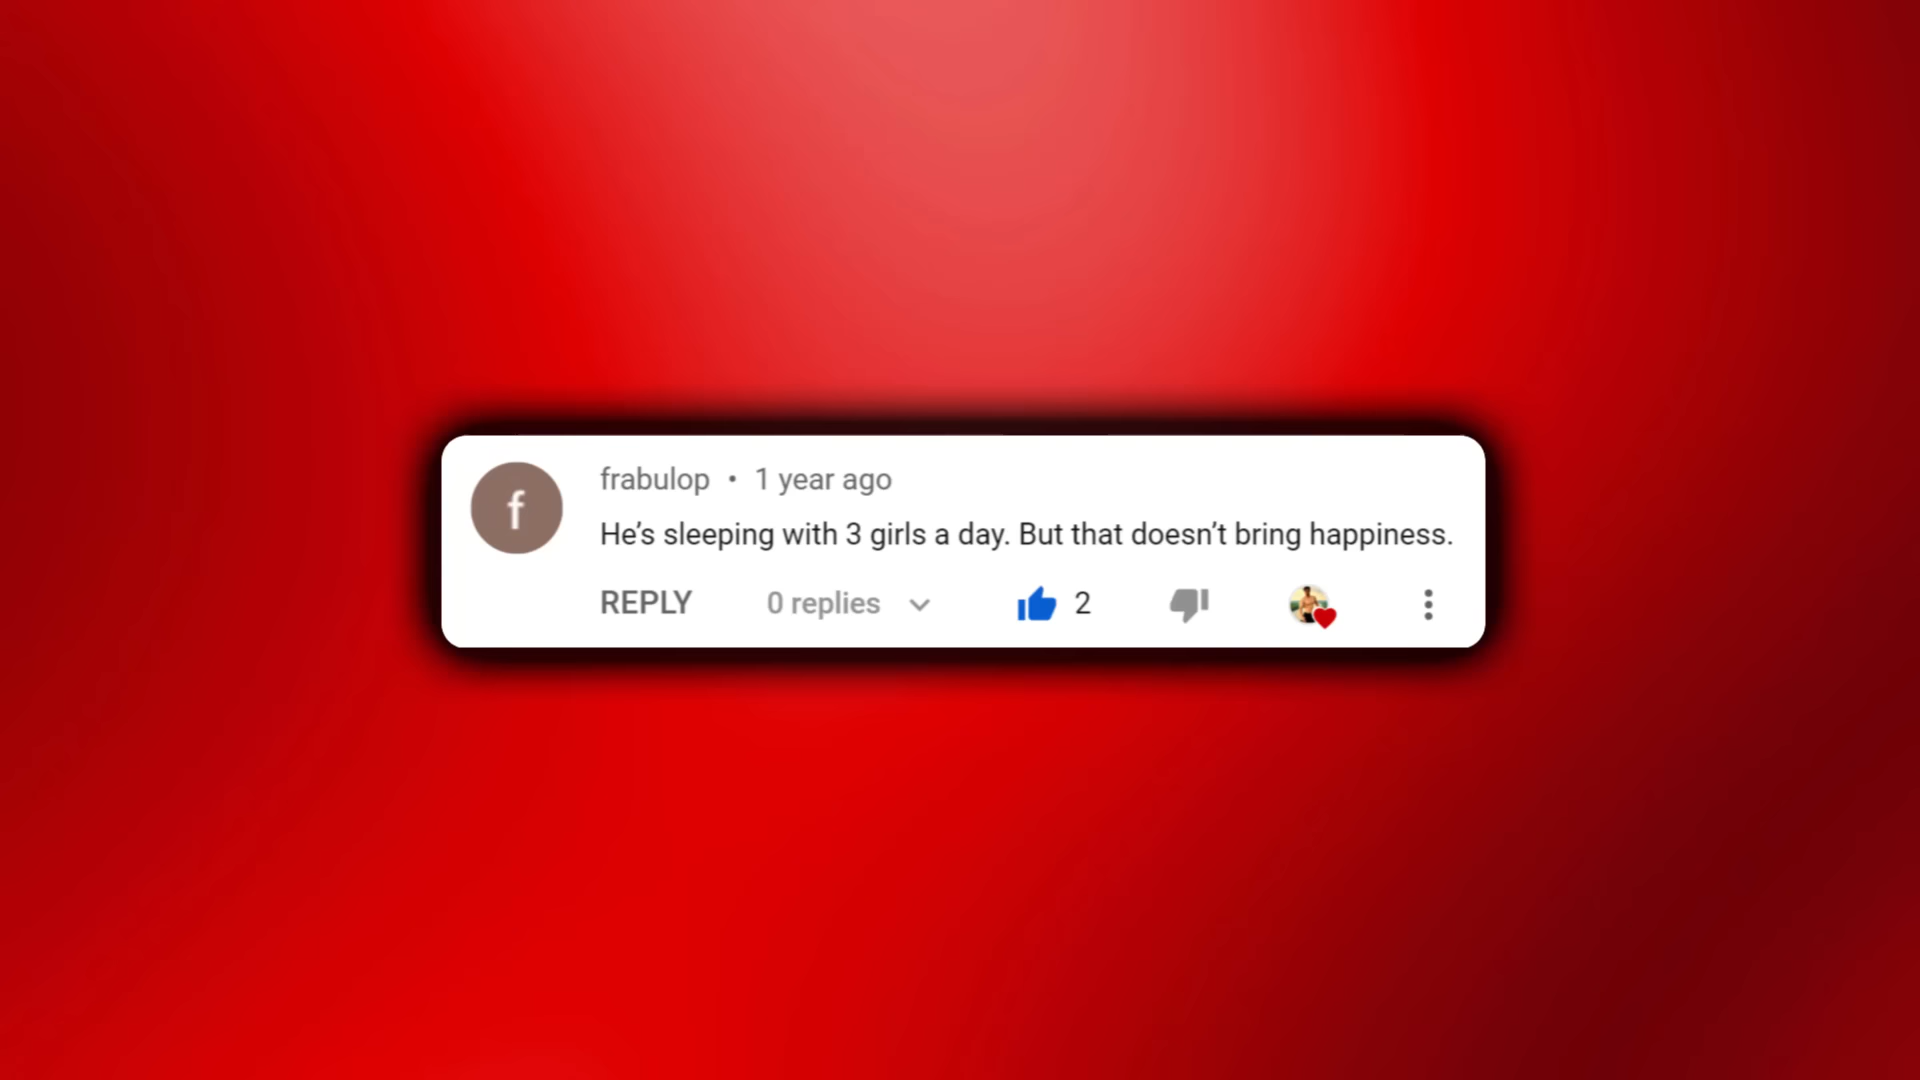 f
frabulop • 1 year ago
He’s sleeping with 3 girls a day. But that doesn’t bring happiness.
REPLY 0 replies 2